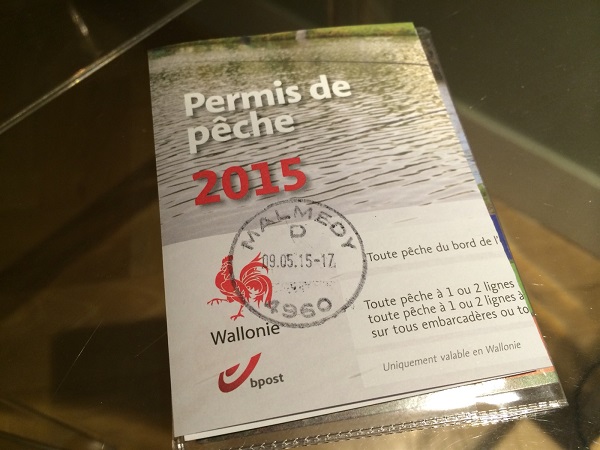 Permis de
pêche
2015
MALMEDY
D
09.05.15-17
4960
Toute pêche du bord de l'
Toute pêche à 1 ou 2 lignes
toute pêche à 1 ou 2 lignes à
sur tous embarcadères ou to
Wallonie
Uniquement valable en Wallonie
bpost